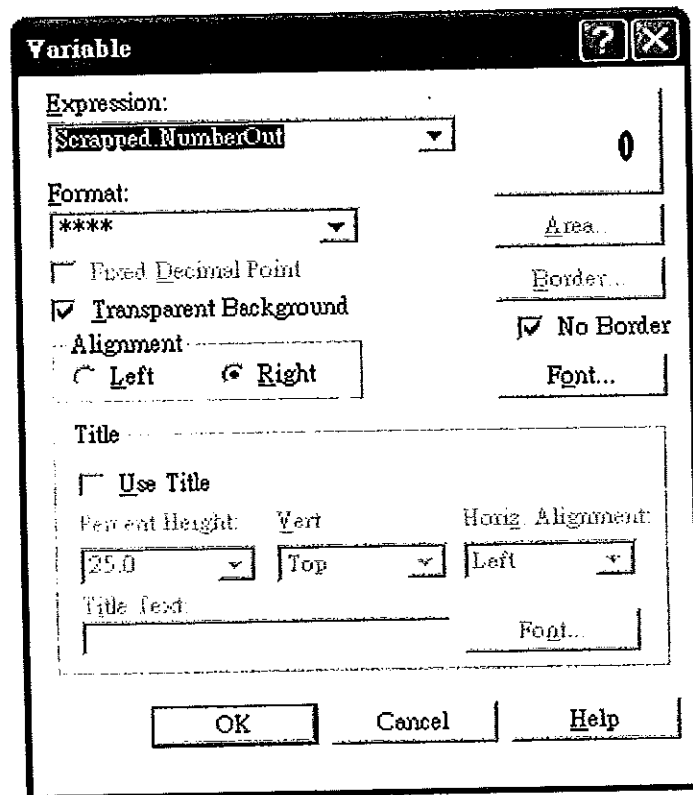 Variable
Expression:
Scrapped.NumberOut
0
Format:
****
Area...
Fixed Decimal Point
Border...
Transparent Background
No Border
Alignment
Left
Right
Font...
Title
Use Title
Percent Height:
Vert
Horiz. Alignment:
25.0
Top
Left
Title Text:
Font...
OK
Cancel
Help